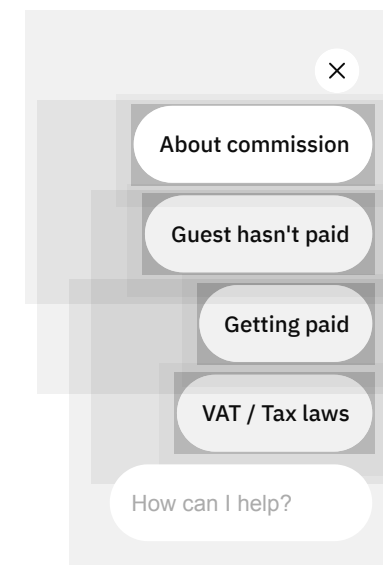 About commission
Guest hasn't paid
Getting paid
VAT / Tax laws
How can I help?